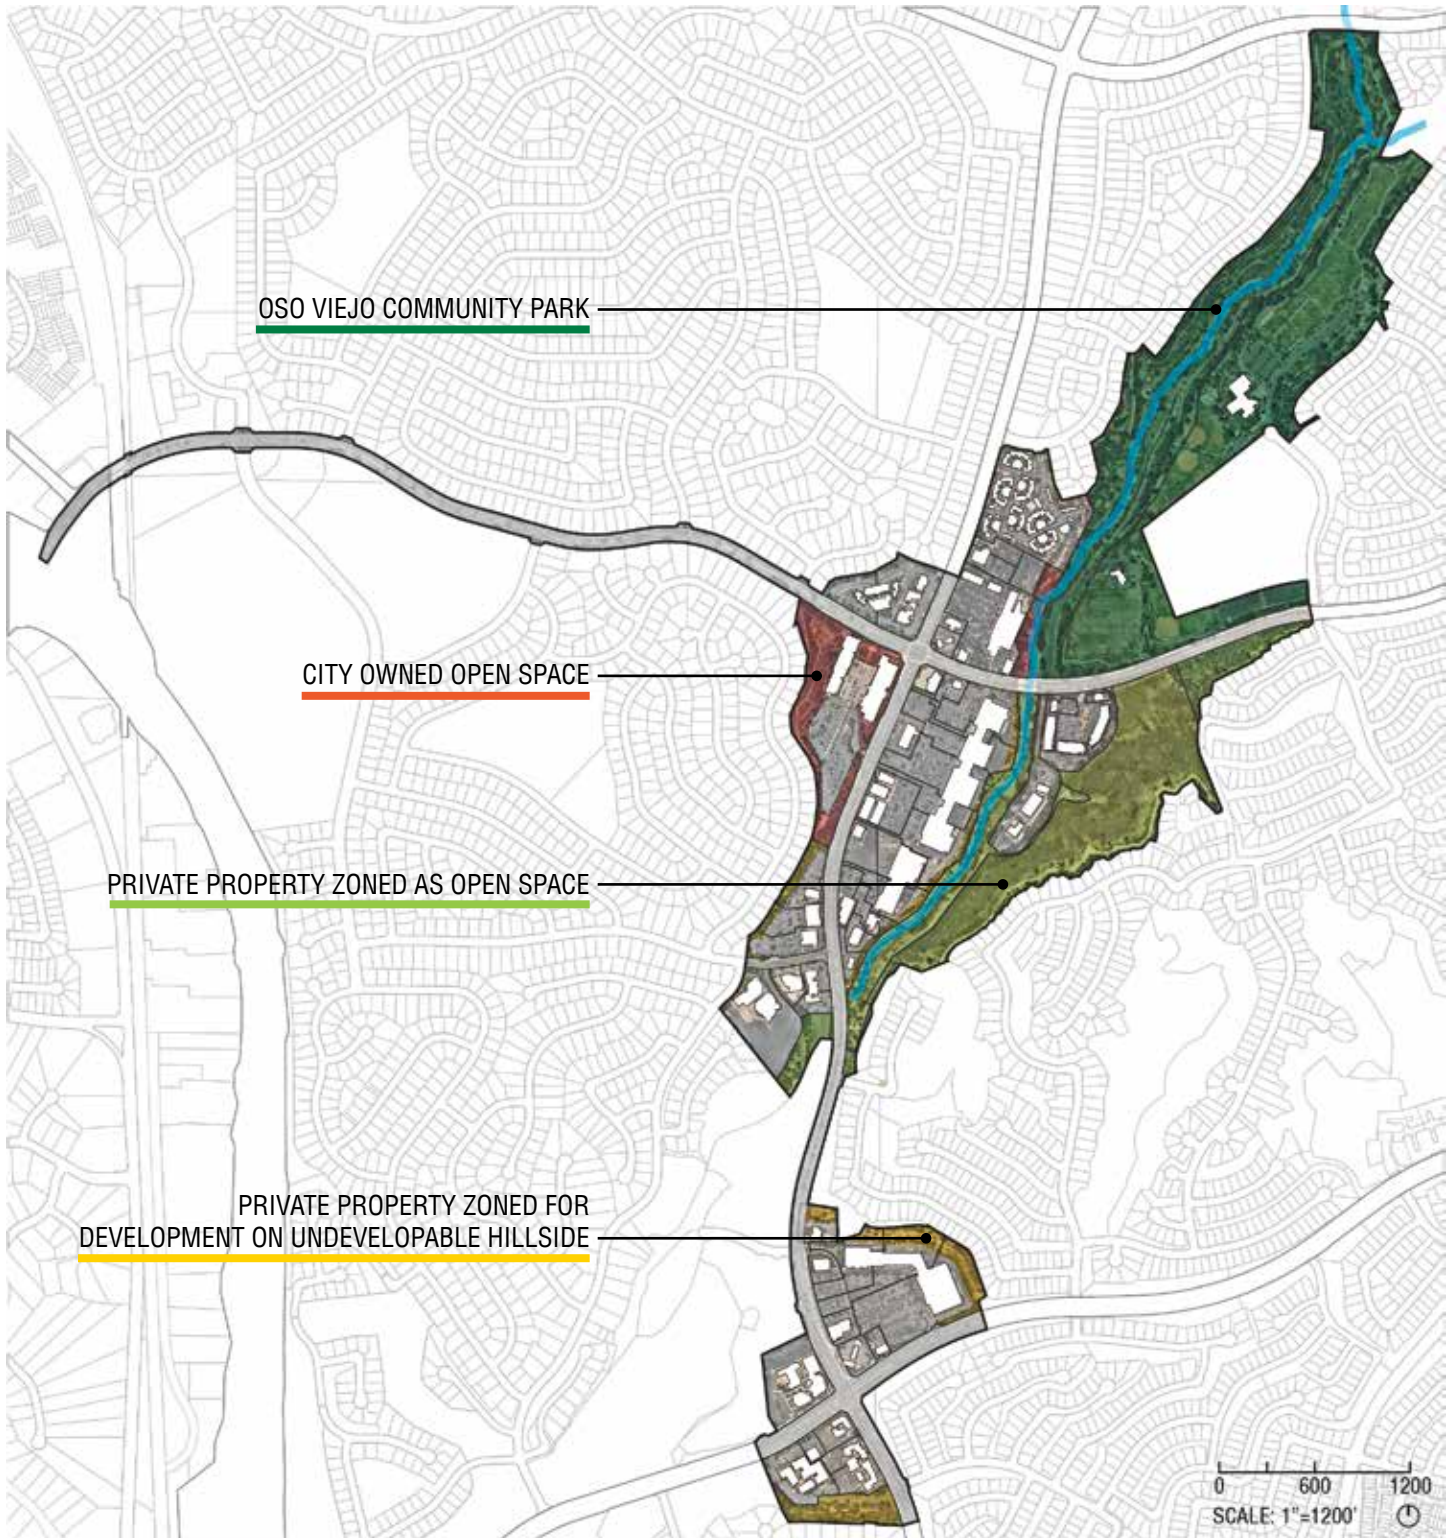 OSO VIEJO COMMUNITY PARK
CITY OWNED OPEN SPACE
PRIVATE PROPERTY ZONED AS OPEN SPACE
PRIVATE PROPERTY ZONED FOR
DEVELOPMENT ON UNDEVELOPABLE HILLSIDE
0 600 1200
SCALE: 1"=1200'